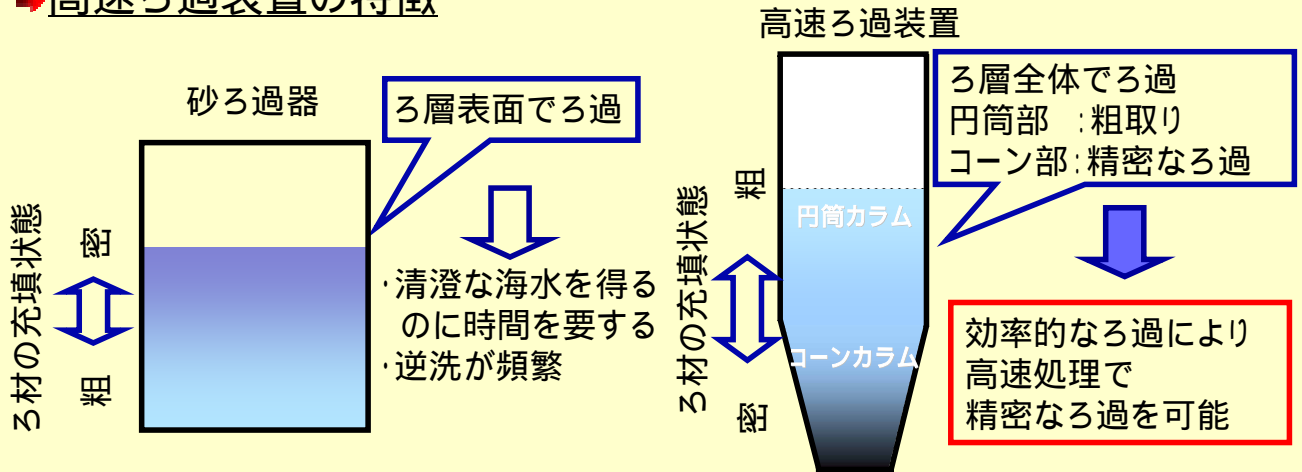 高速ろ過装置の特徴
砂ろ過器
ろ層表面でろ過
ろ材の充填状態
密
粗
・清澄な海水を得る
のに時間を要する
・逆洗が頻繁
高速ろ過装置
ろ層全体でろ過
円筒部 :粗取り
コーン部:精密なろ過
ろ材の充填状態
粗
密
円筒カラム
コーンカラム
効率的なろ過により
高速処理で
精密なろ過を可能